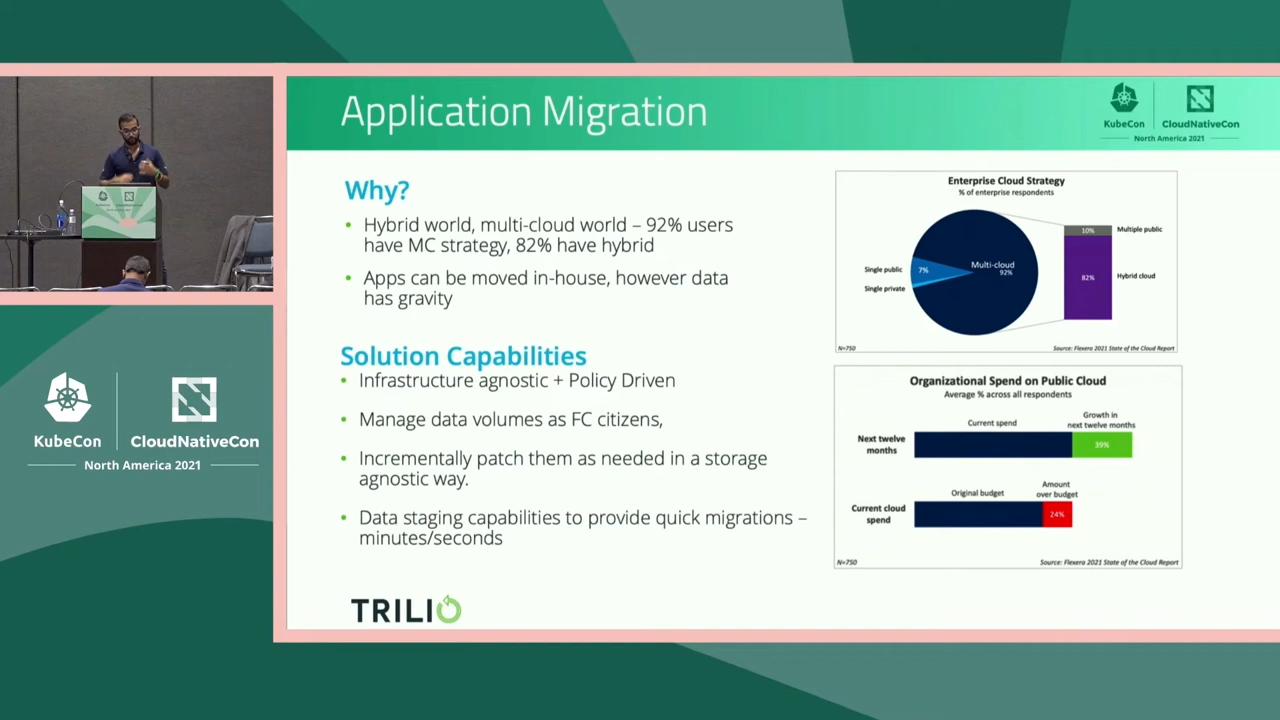 Application Migration
KubeCon
CloudNativeCon
North America 2021
Why?
• Hybrid world, multi-cloud world – 92% users
have MC strategy, 82% have hybrid
• Apps can be moved in-house, however data
has gravity
Solution Capabilities
• Infrastructure agnostic + Policy Driven
• Manage data volumes as FC citizens,
• Incrementally patch them as needed in a storage
agnostic way.
• Data staging capabilities to provide quick migrations –
minutes/seconds
TRILIO
Enterprise Cloud Strategy
% of enterprise respondents
Single public
7%
Single private
Multi-cloud
92%
10%
Multiple public
82%
Hybrid cloud
N=750
Source: Flexera 2021 State of the Cloud Report
Organizational Spend on Public Cloud
Average % across all respondents
Current spend
Growth in
next twelve months
Next twelve
months
39%
Original budget
Amount
over budget
Current cloud
spend
24%
N=750
Source: Flexera 2021 State of the Cloud Report
KubeCon
CloudNativeCon
North America 2021